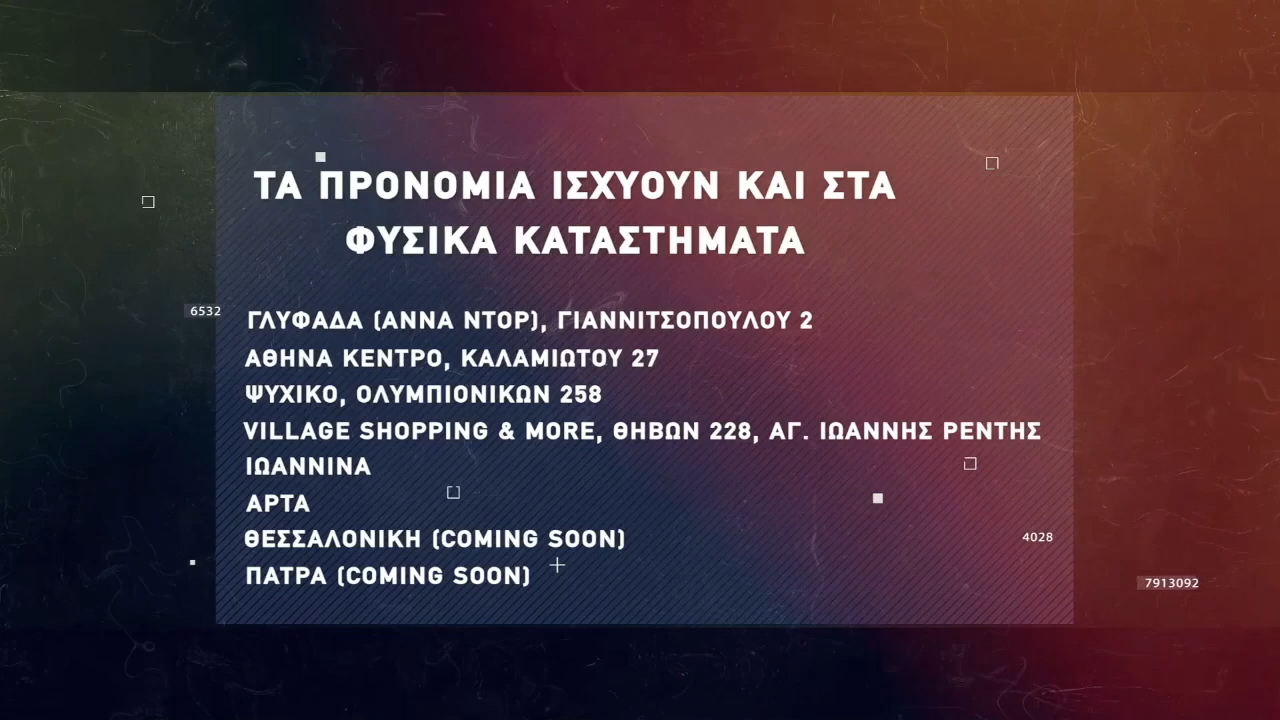 ΤΑ ΠΡΟΝΟΜΙΑ ΙΣΧΥΟΥΝ ΚΑΙ ΣΤΑ
ΦΥΣΙΚΑ ΚΑΤΑΣΤΗΜΑΤΑ
6532
ΓΛΥΦΑΔΑ (ΑΝΝΑ ΝΤΟΡ), ΓΙΑΝΝΙΤΣΟΠΟΥΛΟΥ 2
ΑΘΗΝΑ ΚΕΝΤΡΟ, ΚΑΛΑΜΙΩΤΟΥ 27
ΨΥΧΙΚΟ, ΟΛΥΜΠΙΟΝΙΚΩΝ 258
VILLAGE SHOPPING & MORE, ΘΗΒΩΝ 228, ΑΓ. ΙΩΑΝΝΗΣ ΡΕΝΤΗΣ
ΙΩΑΝΝΙΝΑ
ΑΡΤΑ
ΘΕΣΣΑΛΟΝΙΚΗ (COMING SOON)
4028
ΠΑΤΡΑ (COMING SOON)
7913092